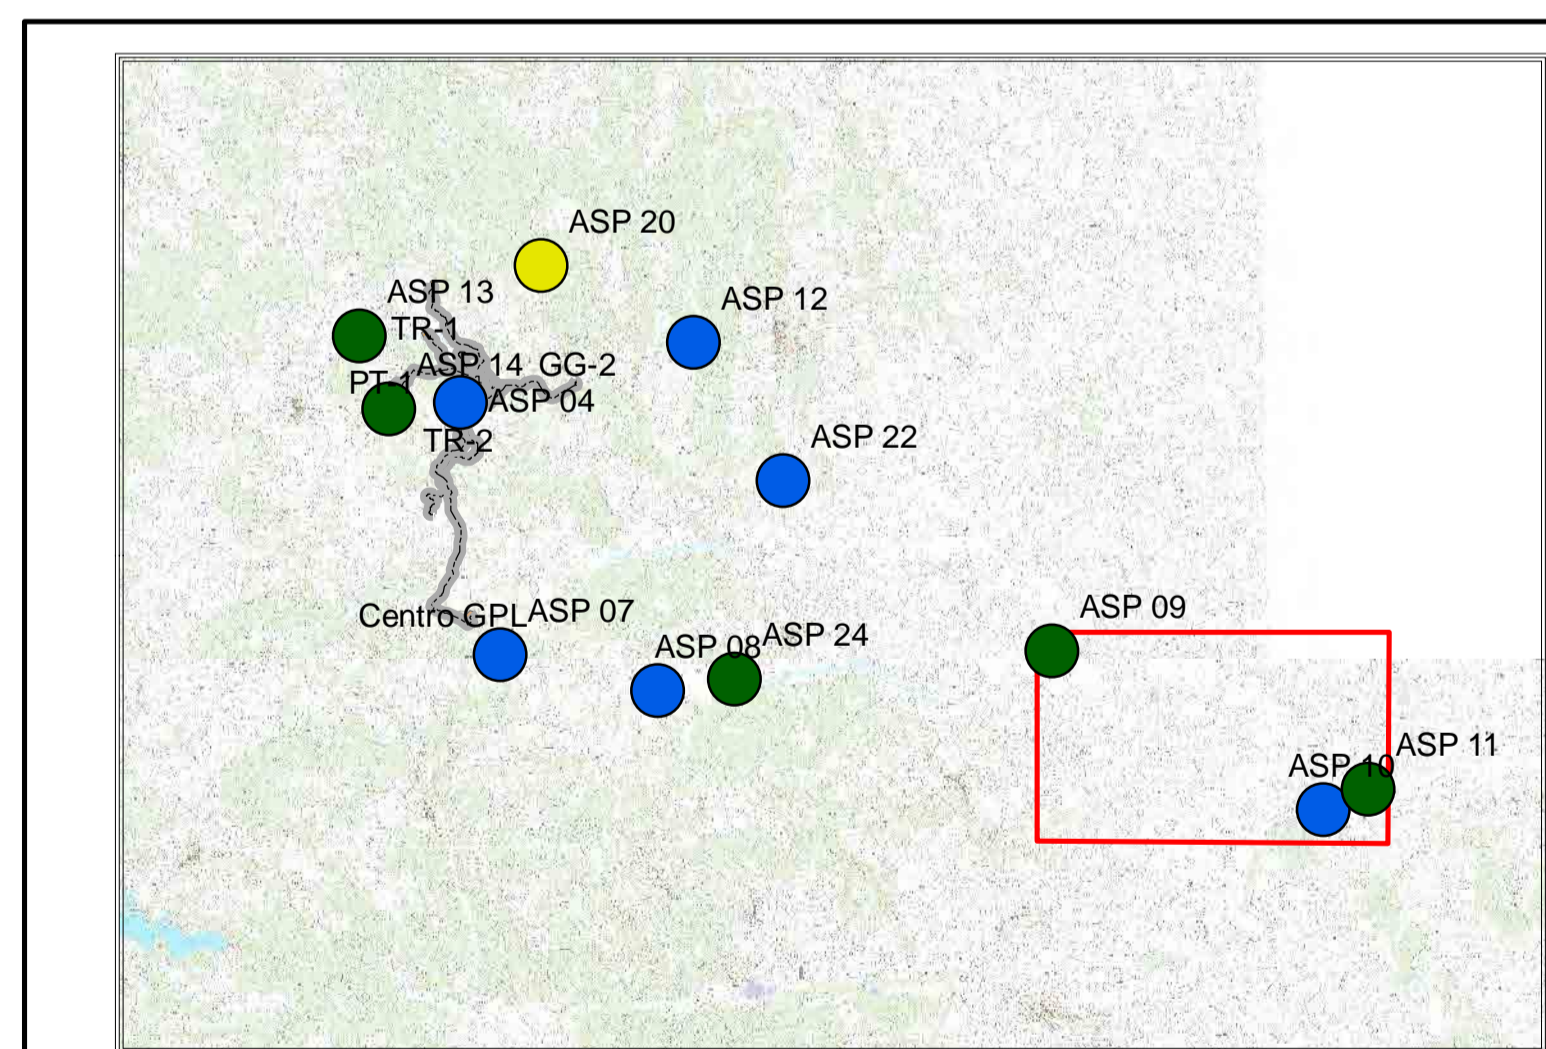 ASP 20
ASP 13
ASP 12
TR-1
ASP 14
GG-2
PT-1
ASP 04
TR-2
ASP 22
Centro GPL
ASP 07
ASP 08
ASP 24
ASP 09
ASP 11
ASP 10